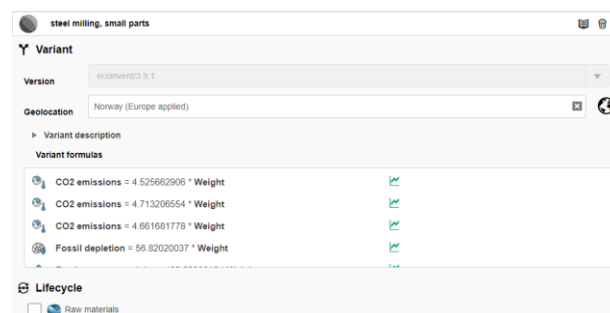 steel milling, small parts
Variant
Version ecoinvent/3.9.1
Geolocation Norway (Europe applied)
Variant description
Variant formulas
CO2 emissions = 4.525662906 * Weight
CO2 emissions = 4.713206554 * Weight
CO2 emissions = 4.661681778 * Weight
Fossil depletion = 56.82020037 * Weight
Lifecycle
Raw materials